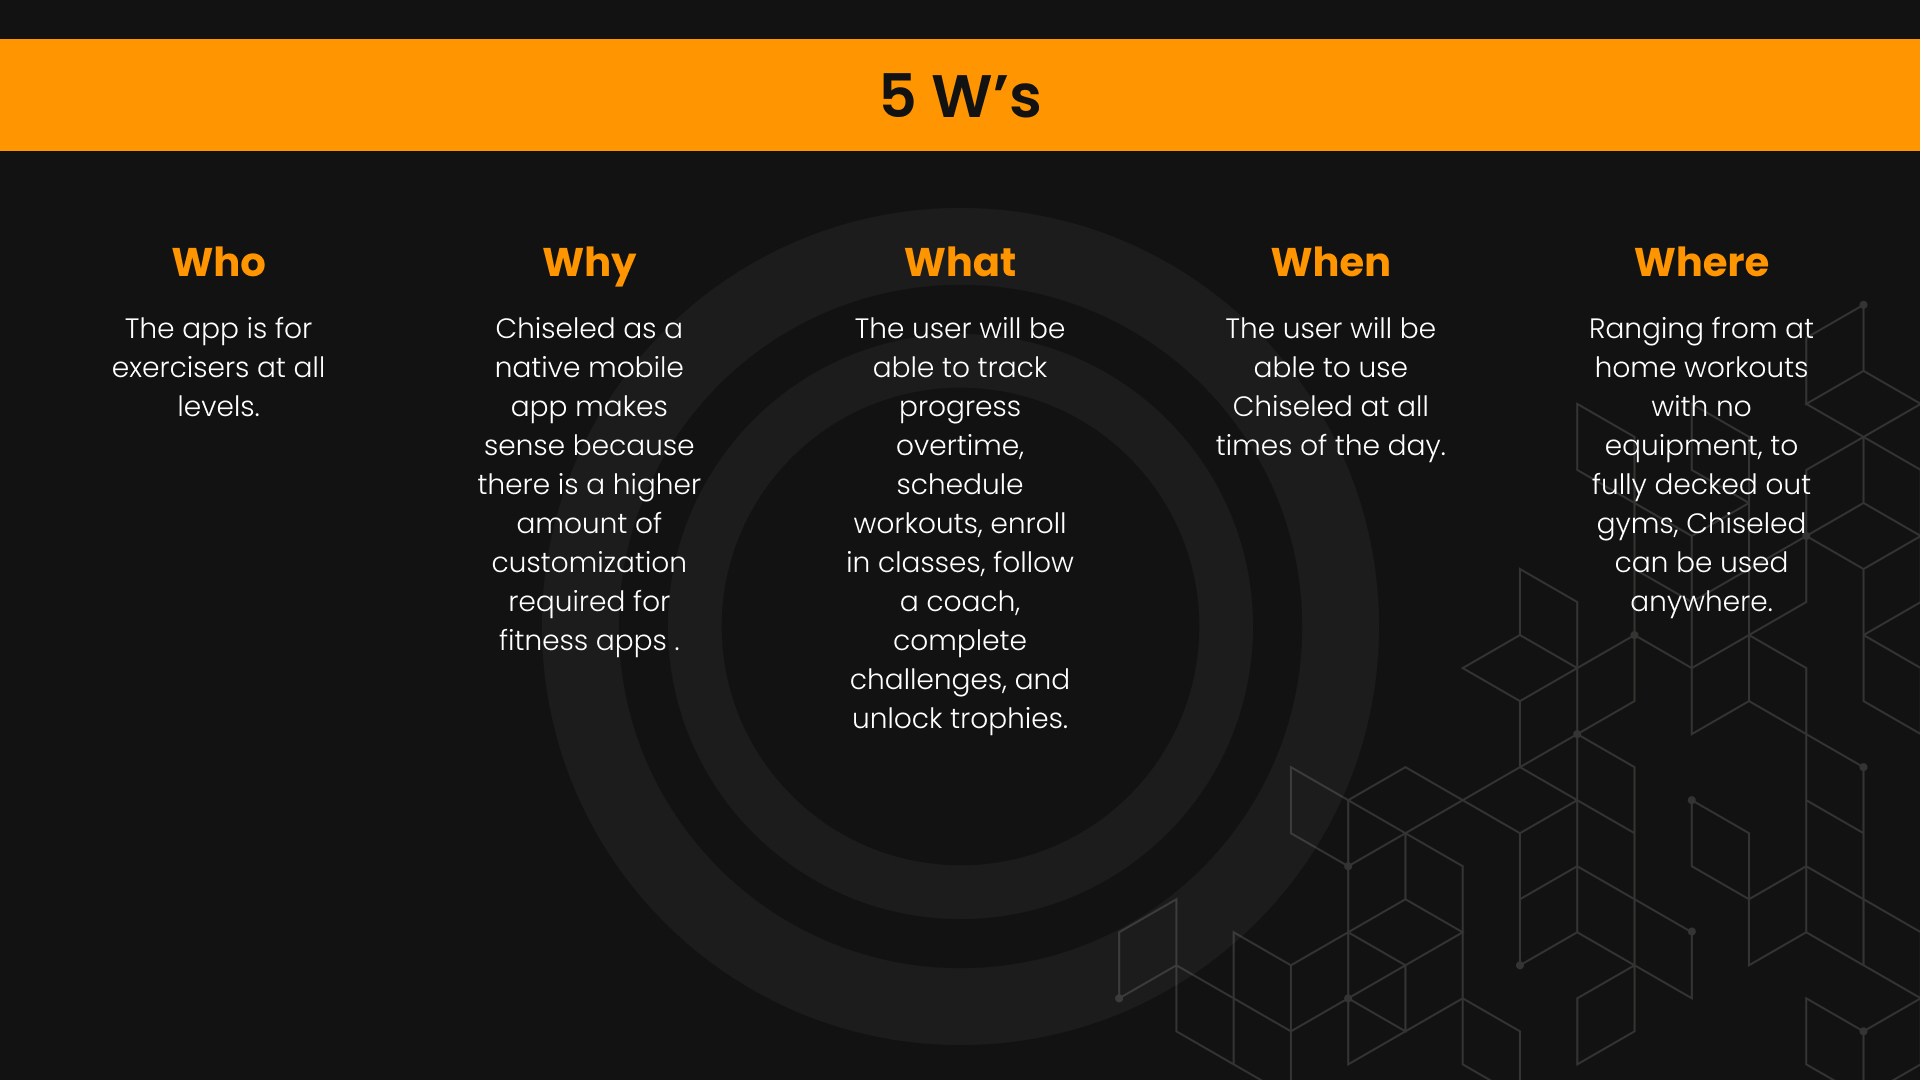 5 W’s
Who
The app is for
exercisers at all
levels.
Why
Chiseled as a
native mobile
app makes
sense because
there is a higher
amount of
customization
required for
fitness apps .
What
The user will be
able to track
progress
overtime,
schedule
workouts, enroll
in classes, follow
a coach,
complete
challenges, and
unlock trophies.
When
The user will be
able to use
Chiseled at all
times of the day.
Where
Ranging from at
home workouts
with no
equipment, to
fully decked out
gyms, Chiseled
can be used
anywhere.